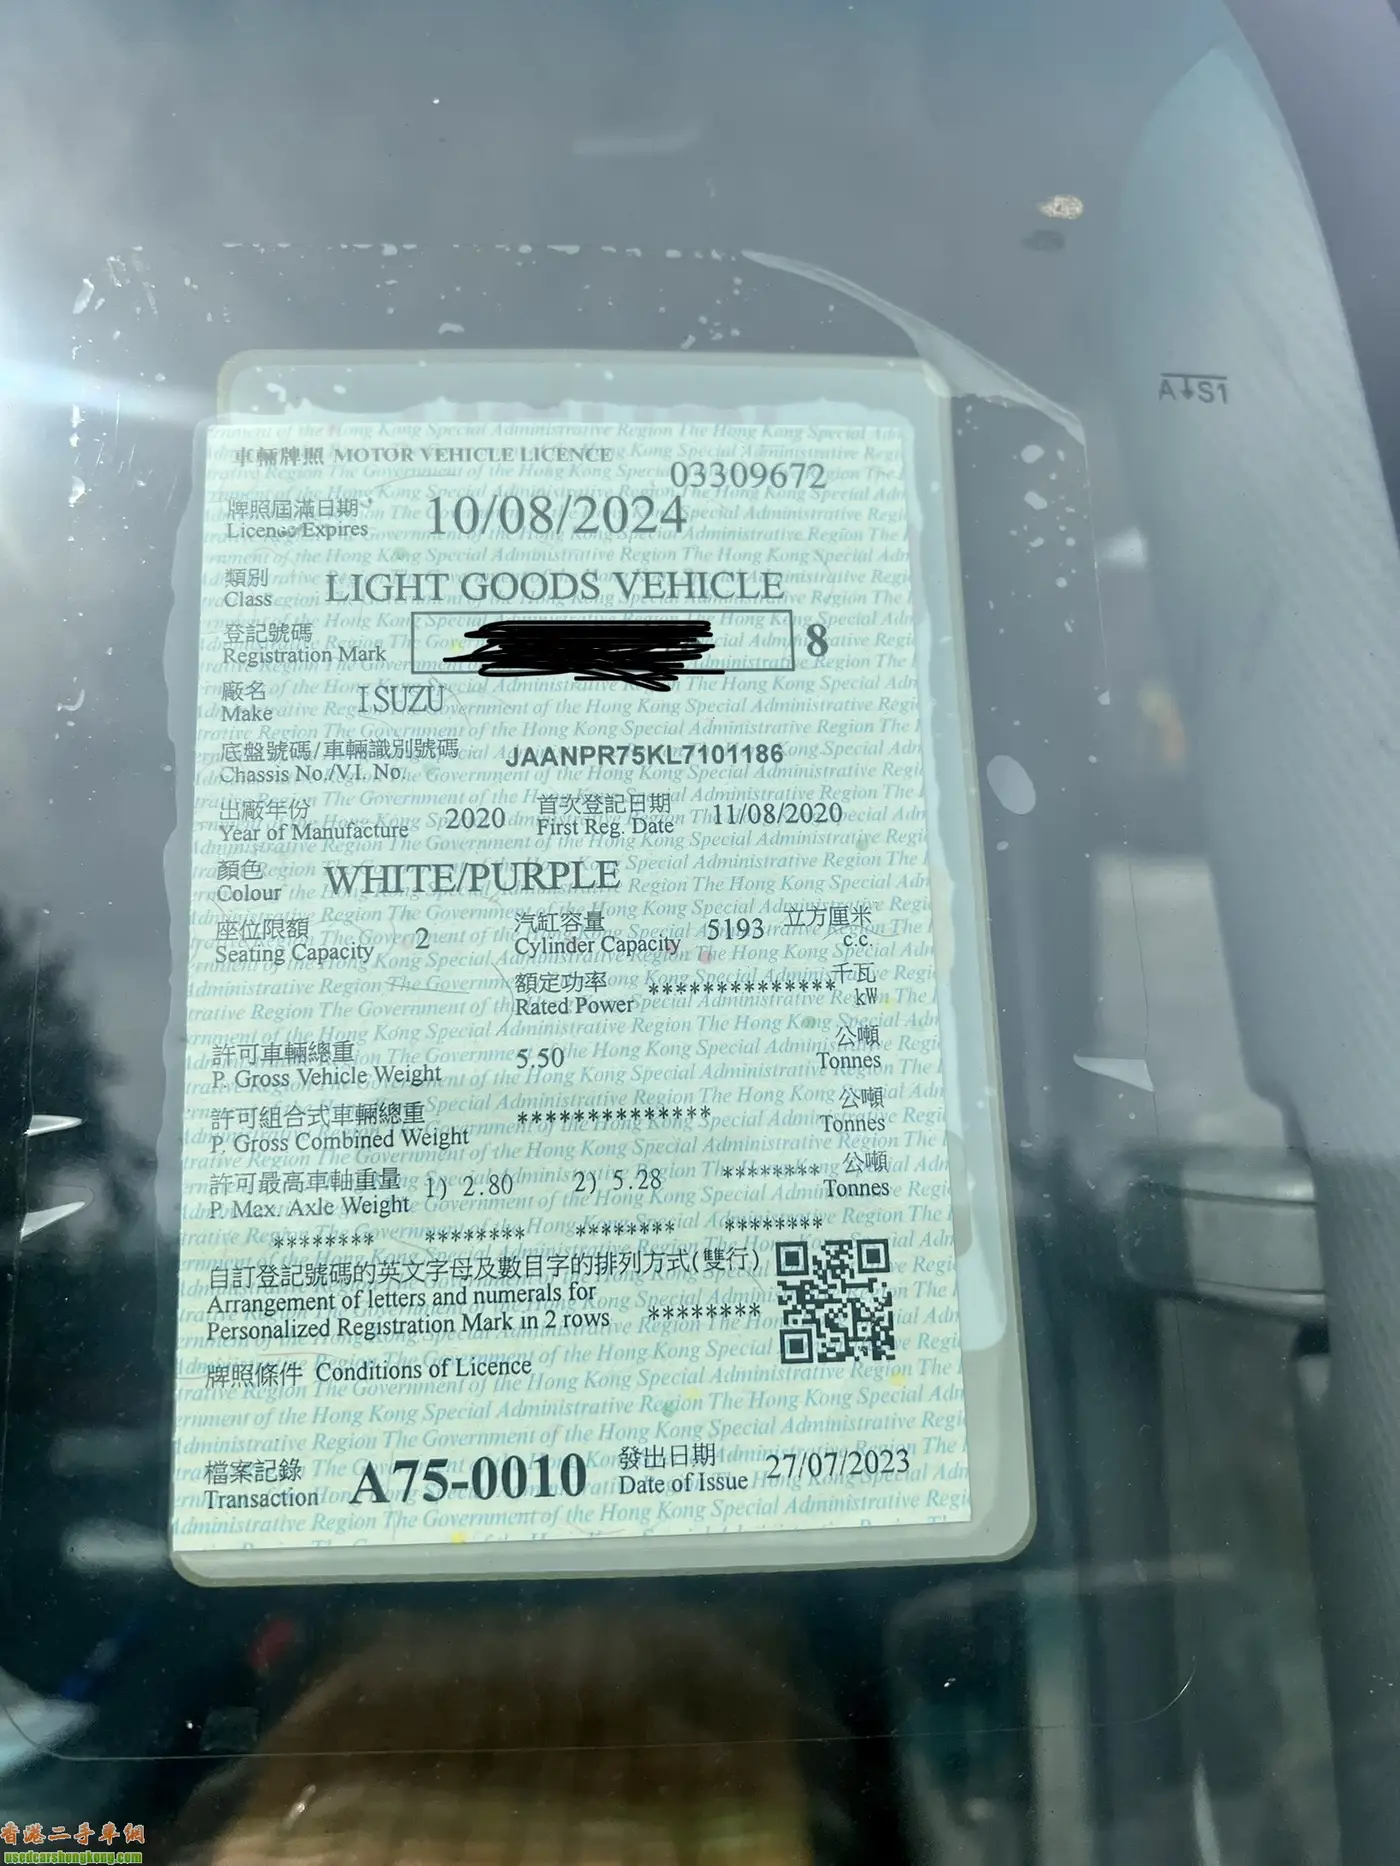 A↓S1
車輛牌照 MOTOR VEHICLE LICENCE
03309672
牌照屆滿日期
Licence Expires 10/08/2024
類別
Class LIGHT GOODS VEHICLE
登記號碼
Registration Mark 8
廠名
Make ISUZU
底盤號碼/車輛識別號碼
Chassis No./V.I. No. JAANPR75KL7101186
出廠年份 首次登記日期
Year of Manufacture 2020 First Reg. Date 11/08/2020
顏色
Colour WHITE/PURPLE
座位限額 汽缸容量 立方厘米
Seating Capacity 2 Cylinder Capacity 5193 c.c.
額定功率 千瓦
Rated Power ************** kW
許可車輛總重 公噸
P. Gross Vehicle Weight 5.50 Tonnes
許可組合式車輛總重 公噸
P. Gross Combined Weight ************** Tonnes
許可最高車軸重量 公噸
P. Max. Axle Weight 1) 2.80 2) 5.28 ******** Tonnes
******** ******** ******** ********
自訂登記號碼的英文字母及數目字的排列方式(雙行)
Arrangement of letters and numerals for
Personalized Registration Mark in 2 rows ********
牌照條件 Conditions of Licence
檔案記錄 發出日期
Transaction A75-0010 Date of Issue 27/07/2023
香港二手車網
usedcarshongkong.com